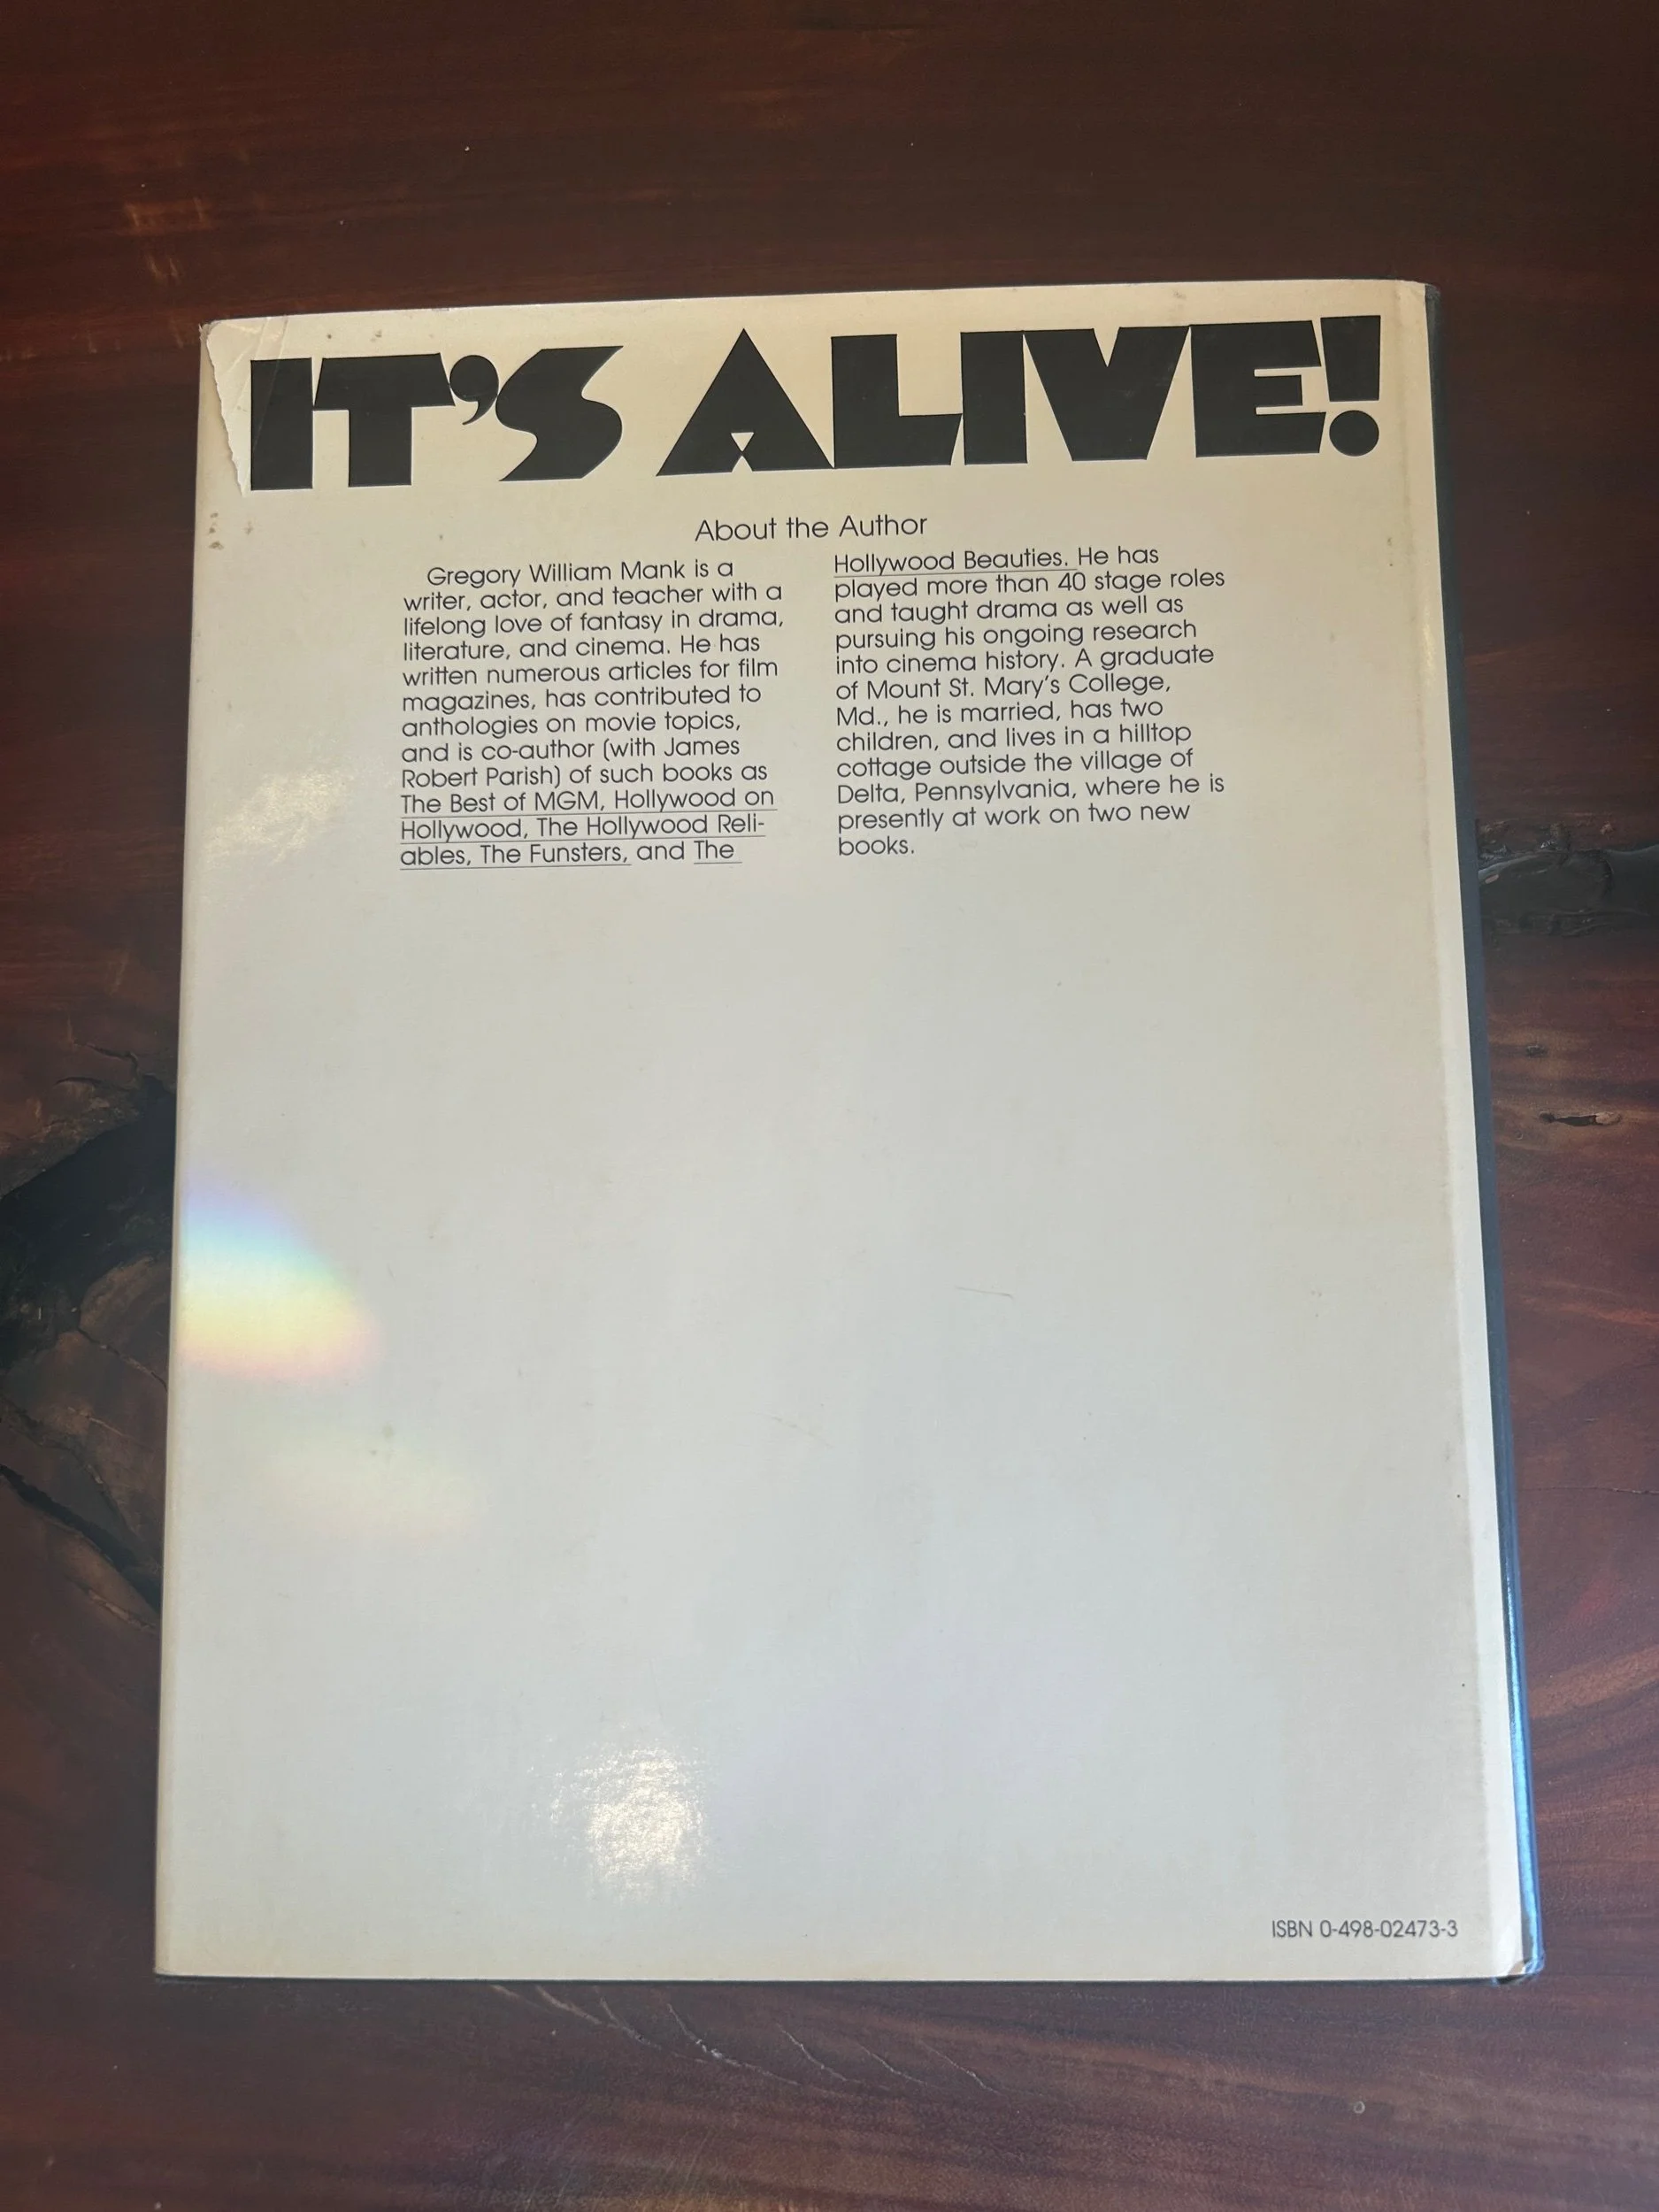 IT'S ALIVE!
About the Author
Gregory William Mank is a
writer, actor, and teacher with a
lifelong love of fantasy in drama,
literature, and cinema. He has
written numerous articles for film
magazines, has contributed to
anthologies on movie topics,
and is co-author (with James
Robert Parish) of such books as
The Best of MGM, Hollywood on
Hollywood, The Hollywood Reli-
ables, The Funsters, and The
Hollywood Beauties. He has
played more than 40 stage roles
and taught drama as well as
pursuing his ongoing research
into cinema history. A graduate
of Mount St. Mary's College,
Md., he is married, has two
children, and lives in a hilltop
cottage outside the village of
Delta, Pennsylvania, where he is
presently at work on two new
books.
ISBN 0-498-02473-3